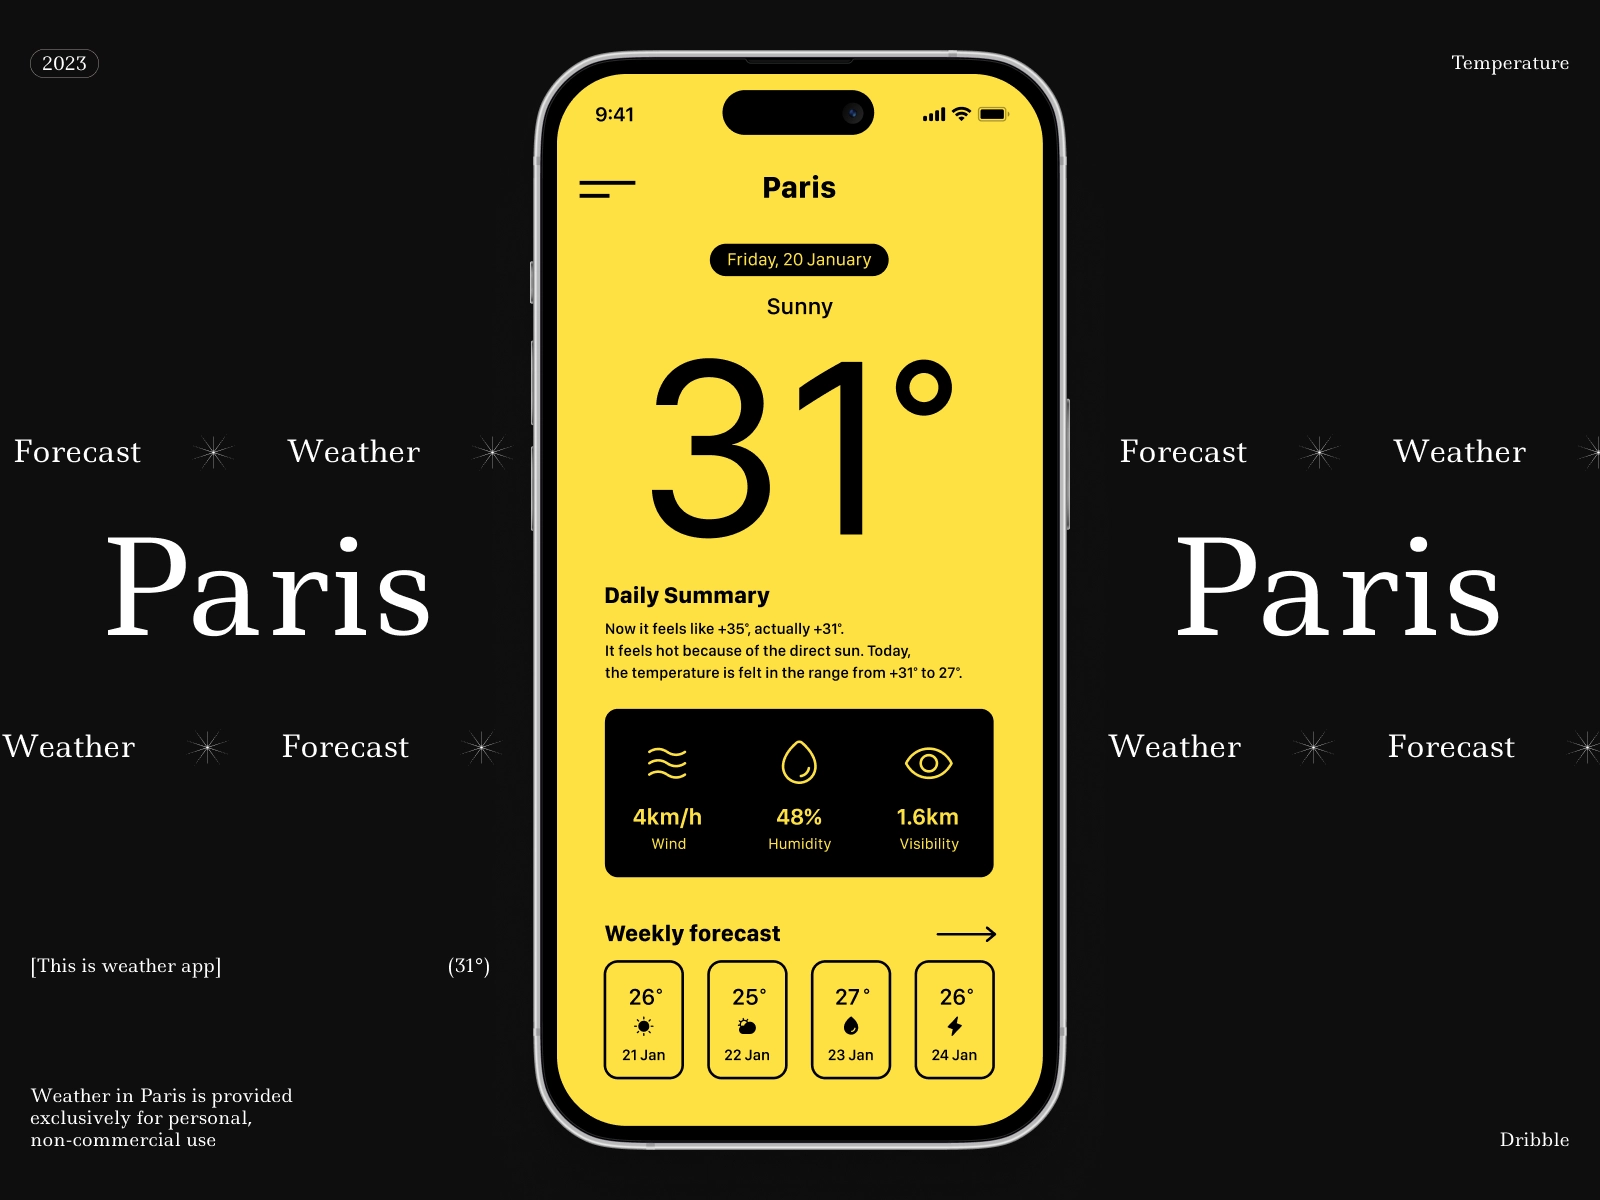 2023
Temperature
9:41
Paris
Friday, 20 January
Sunny
31°
Forecast Weather
Forecast Weather
Paris
Paris
Daily Summary
Now it feels like +35°, actually +31°.
It feels hot because of the direct sun. Today,
the temperature is felt in the range from +31° to 27°.
Weather Forecast
Weather Forecast
4km/h 48% 1.6km
Wind Humidity Visibility
Weekly forecast
[This is weather app] (31°)
26° 25° 27° 26°
21 Jan 22 Jan 23 Jan 24 Jan
Weather in Paris is provided
exclusively for personal,
non-commercial use
Dribble